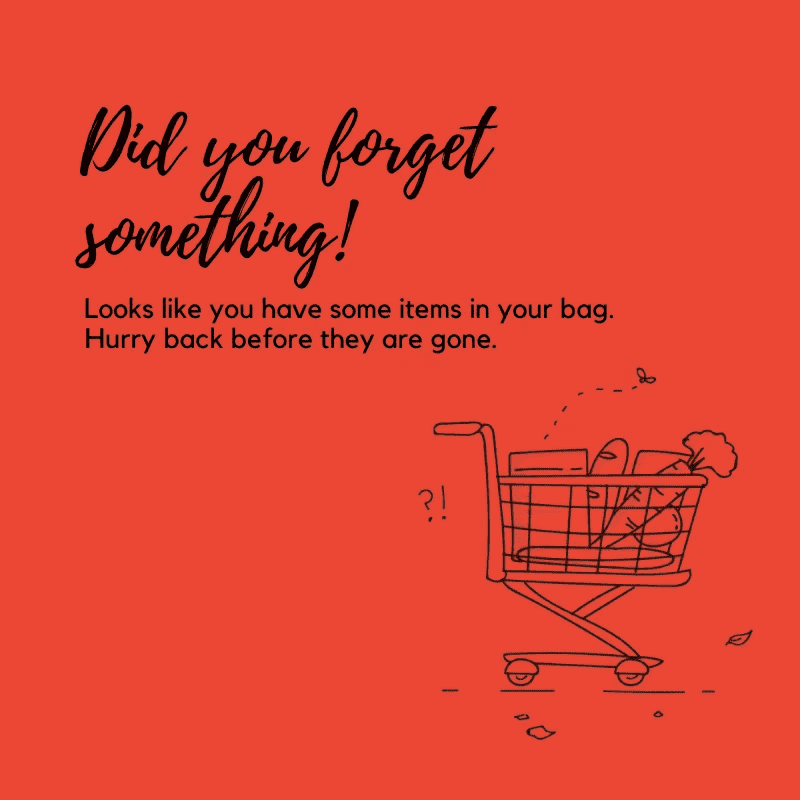 Did you forget
something!
Looks like you have some items in your bag.
Hurry back before they are gone.
?!